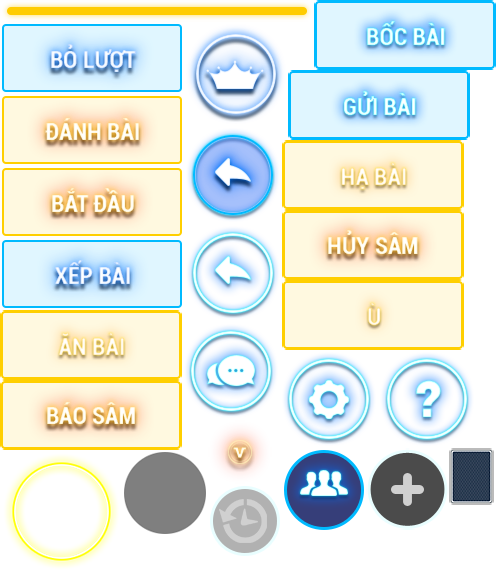 BỎ LƯỢT
ĐÁNH BÀI
BẮT ĐẦU
XẾP BÀI
ĂN BÀI
BÁO SÂM
BỐC BÀI
GỬI BÀI
HẠ BÀI
HỦY SÂM
Ù
?
V